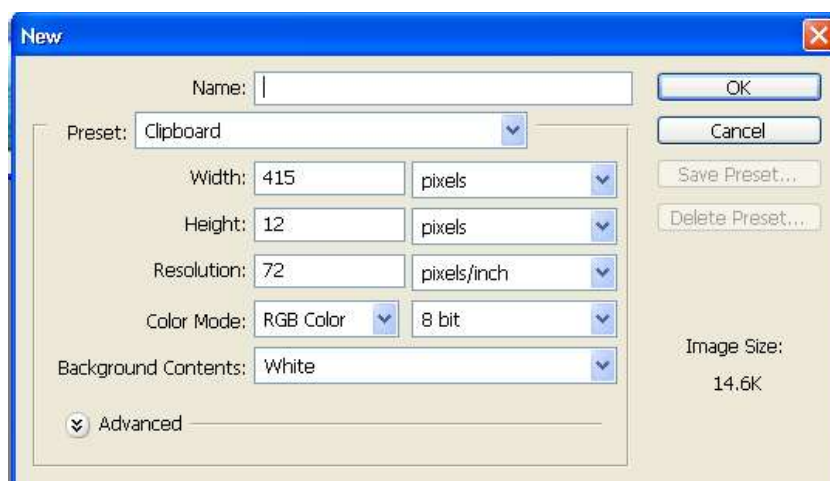 New
Name:
OK
Preset: Clipboard
Cancel
Width: 415 pixels
Save Preset...
Height: 12 pixels
Delete Preset...
Resolution: 72 pixels/inch
Color Mode: RGB Color 8 bit
Image Size:
Background Contents: White
14.6K
Advanced